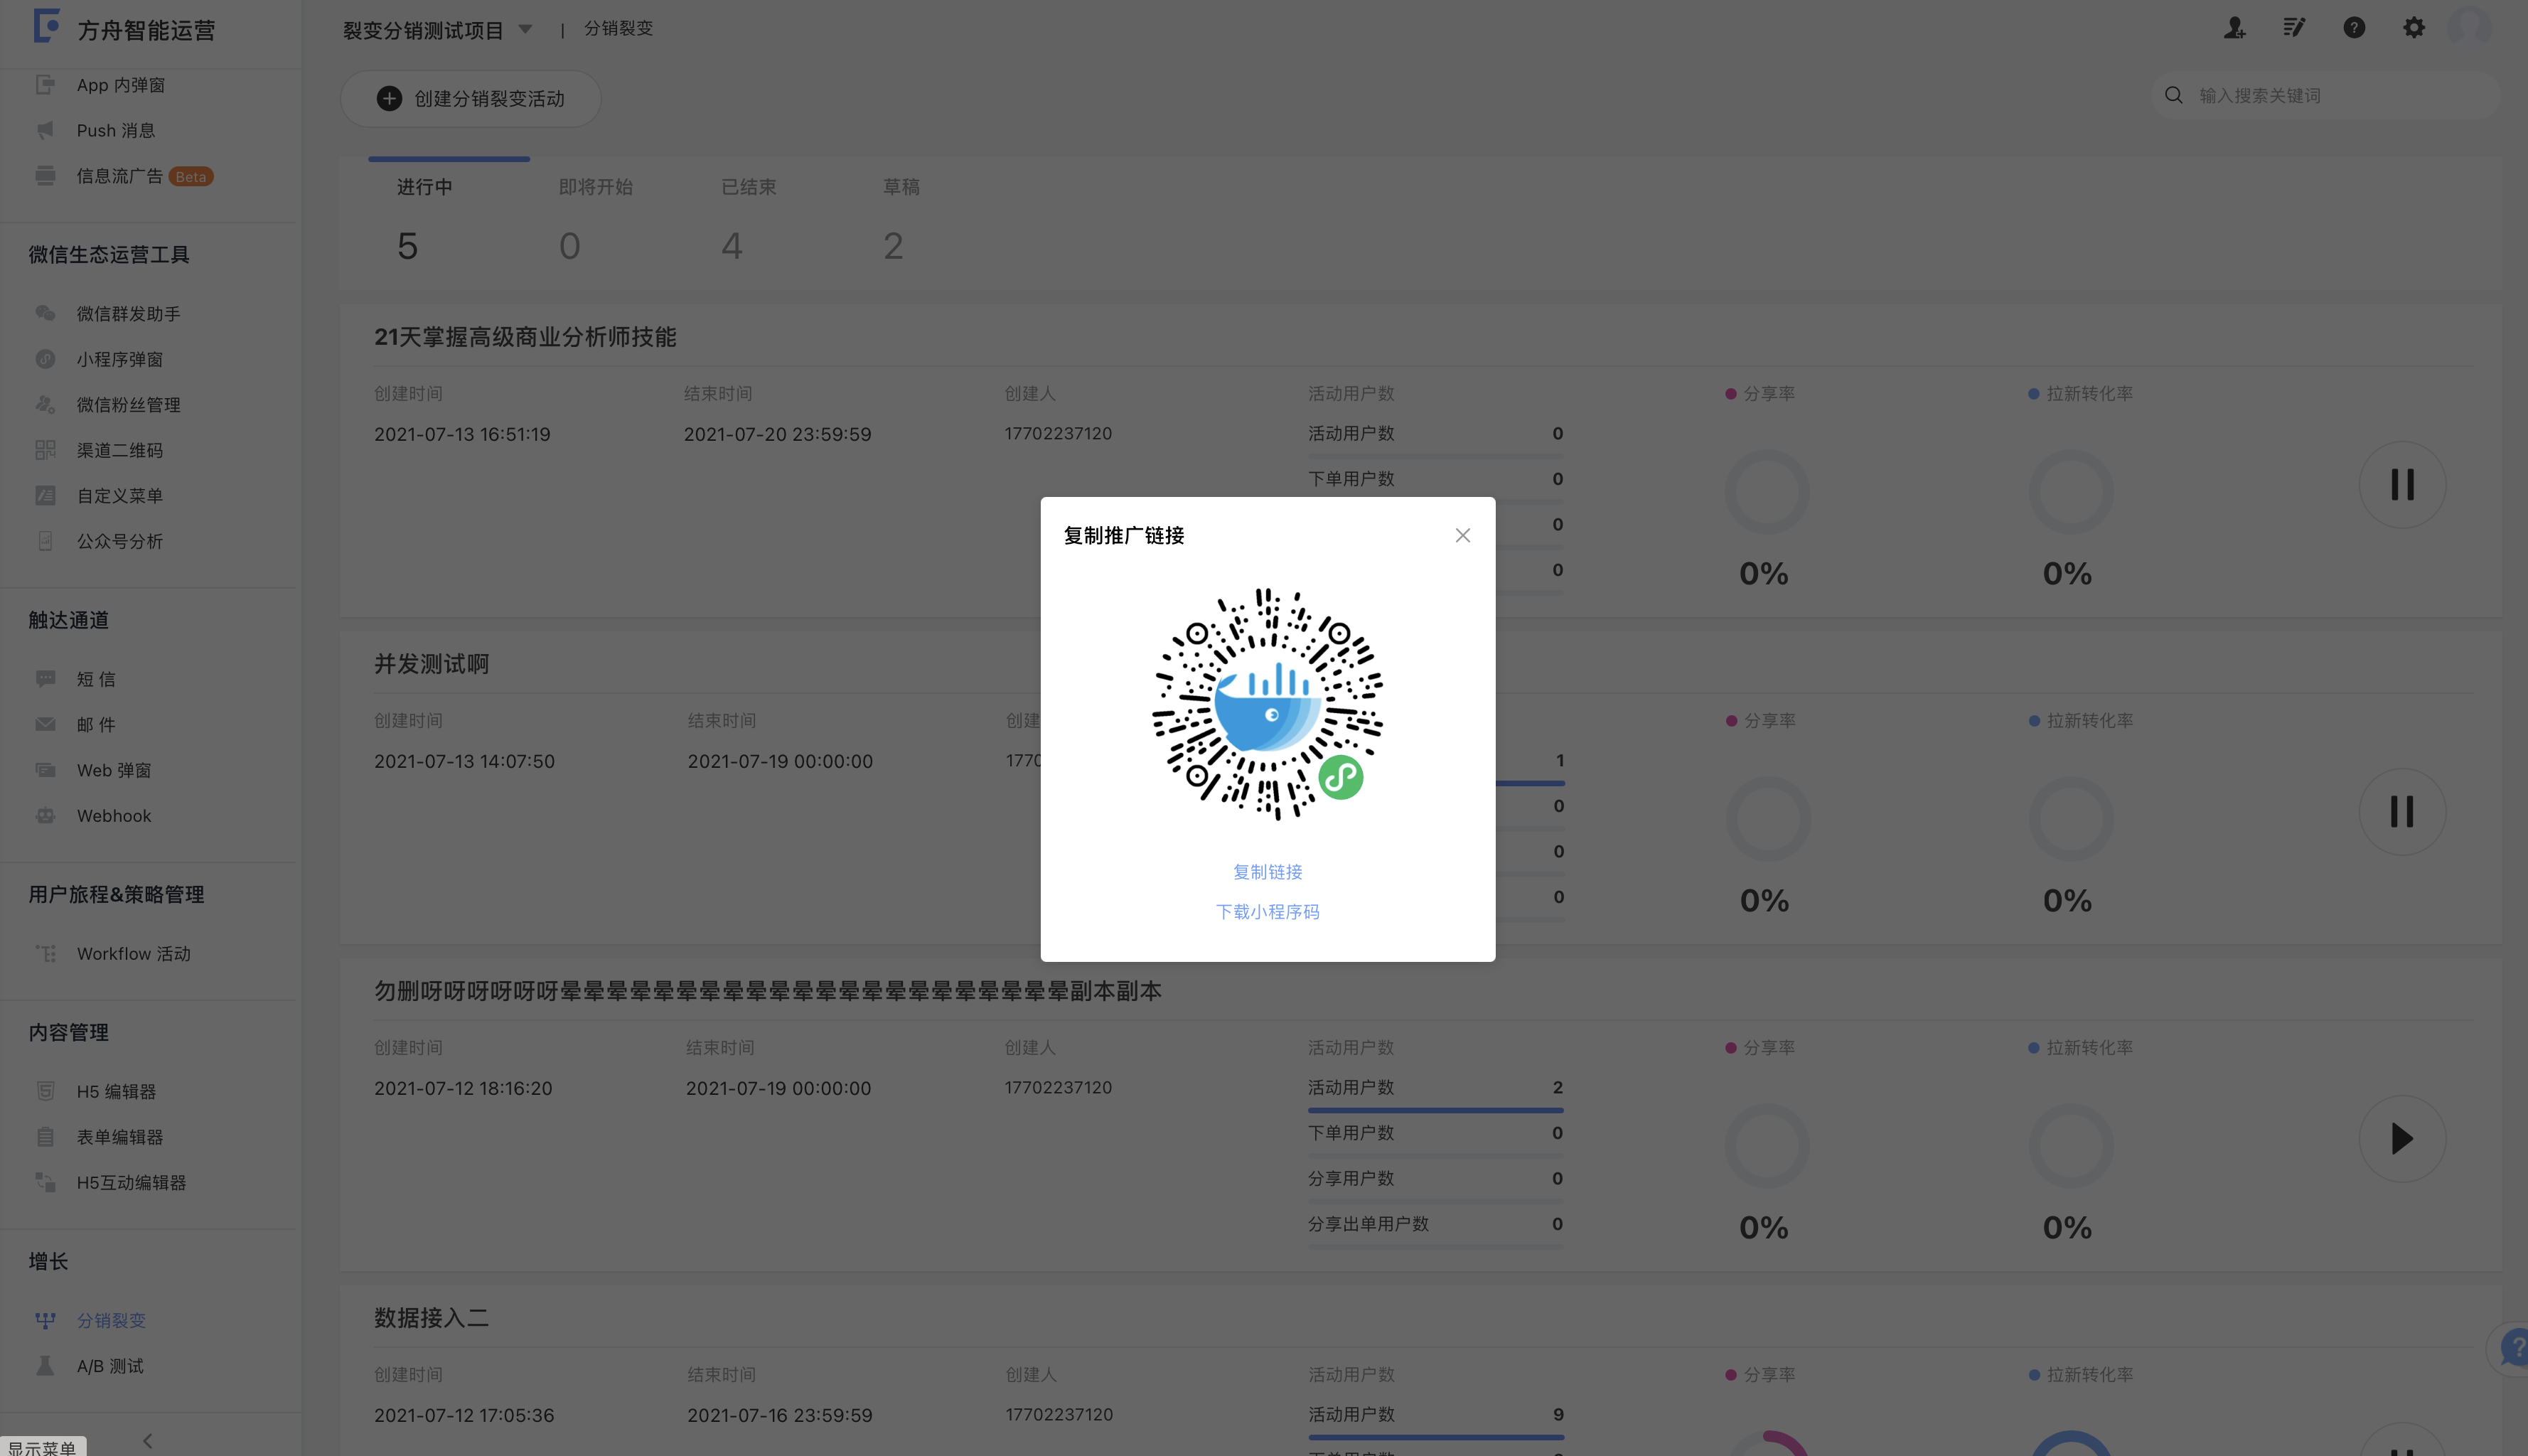 方舟智能运营
裂变分销测试项目 | 分销裂变
App 内弹窗
Push 消息
信息流广告 Beta
微信生态运营工具
微信群发助手
小程序弹窗
微信粉丝管理
渠道二维码
自定义菜单
公众号分析
触达通道
短 信
邮 件
Web 弹窗
Webhook
用户旅程&策略管理
Workflow 活动
内容管理
H5 编辑器
表单编辑器
H5互动编辑器
增长
分销裂变
A/B 测试
显示菜单
创建分销裂变活动
输入搜索关键词
进行中 即将开始 已结束 草稿
5 0 4 2
21天掌握高级商业分析师技能
创建时间 结束时间 创建人 活动用户数 分享率 拉新转化率
2021-07-13 16:51:19 2021-07-20 23:59:59 17702237120 活动用户数 0
下单用户数 0
0
0
0% 0%
复制推广链接
复制链接
下载小程序码
并发测试啊
创建时间 结束时间 创建 分享率 拉新转化率
2021-07-13 14:07:50 2021-07-19 00:00:00 1770 1
0
0
0
0% 0%
勿删呀呀呀呀呀呀晕晕晕晕晕晕晕晕晕晕晕晕晕晕晕晕晕晕晕晕晕晕副本副本
创建时间 结束时间 创建人 活动用户数 分享率 拉新转化率
2021-07-12 18:16:20 2021-07-19 00:00:00 17702237120 活动用户数 2
下单用户数 0
分享用户数 0
分享出单用户数 0
0% 0%
数据接入二
创建时间 结束时间 创建人 活动用户数 分享率 拉新转化率
2021-07-12 17:05:36 2021-07-16 23:59:59 17702237120 活动用户数 9